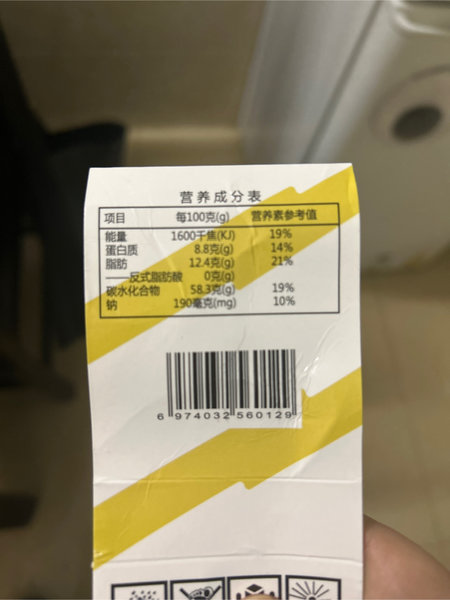 营养成分表
项目 每100克(g) 营养素参考值
能量 1600千焦(KJ) 19%
蛋白质 8.8克(g) 14%
脂肪 12.4克(g) 21%
——反式脂肪酸 0克(g)
碳水化合物 58.3克(g) 19%
钠 190毫克(mg) 10%
6 974032 560129